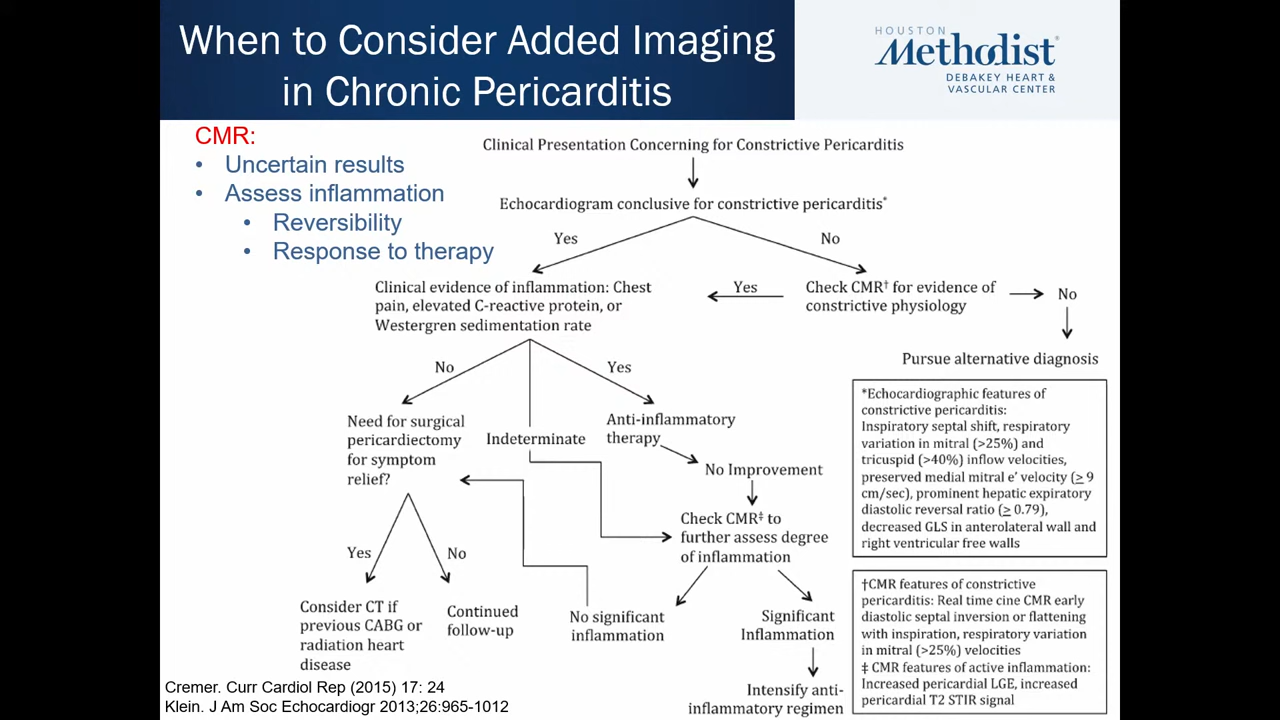 When to Consider Added Imaging
in Chronic Pericarditis
HOUSTON
Methodist
DEBAKEY HEART &
VASCULAR CENTER
CMR:
• Uncertain results
• Assess inflammation
• Reversibility
• Response to therapy
Clinical Presentation Concerning for Constrictive Pericarditis
Echocardiogram conclusive for constrictive pericarditis*
Yes
No
Clinical evidence of inflammation: Chest
pain, elevated C-reactive protein, or
Westergren sedimentation rate
Yes
Check CMR† for evidence of
constrictive physiology
No
Pursue alternative diagnosis
No
Yes
Need for surgical
pericardiectomy
for symptom
relief?
Indeterminate
Anti-inflammatory
therapy
No Improvement
Check CMR‡ to
further assess degree
of inflammation
Yes
No
Consider CT if
previous CABG or
radiation heart
disease
Continued
follow-up
No significant
inflammation
Significant
Inflammation
Intensify anti-
inflammatory regimen
*Echocardiographic features of
constrictive pericarditis:
Inspiratory septal shift, respiratory
variation in mitral (>25%) and
tricuspid (>40%) inflow velocities,
preserved medial mitral e' velocity (≥ 9
cm/sec), prominent hepatic expiratory
diastolic reversal ratio (≥ 0.79),
decreased GLS in anterolateral wall and
right ventricular free walls
†CMR features of constrictive
pericarditis: Real time cine CMR early
diastolic septal inversion or flattening
with inspiration, respiratory variation
in mitral (>25%) velocities
‡ CMR features of active inflammation:
Increased pericardial LGE, increased
pericardial T2 STIR signal
Cremer. Curr Cardiol Rep (2015) 17: 24
Klein. J Am Soc Echocardiogr 2013;26:965-1012